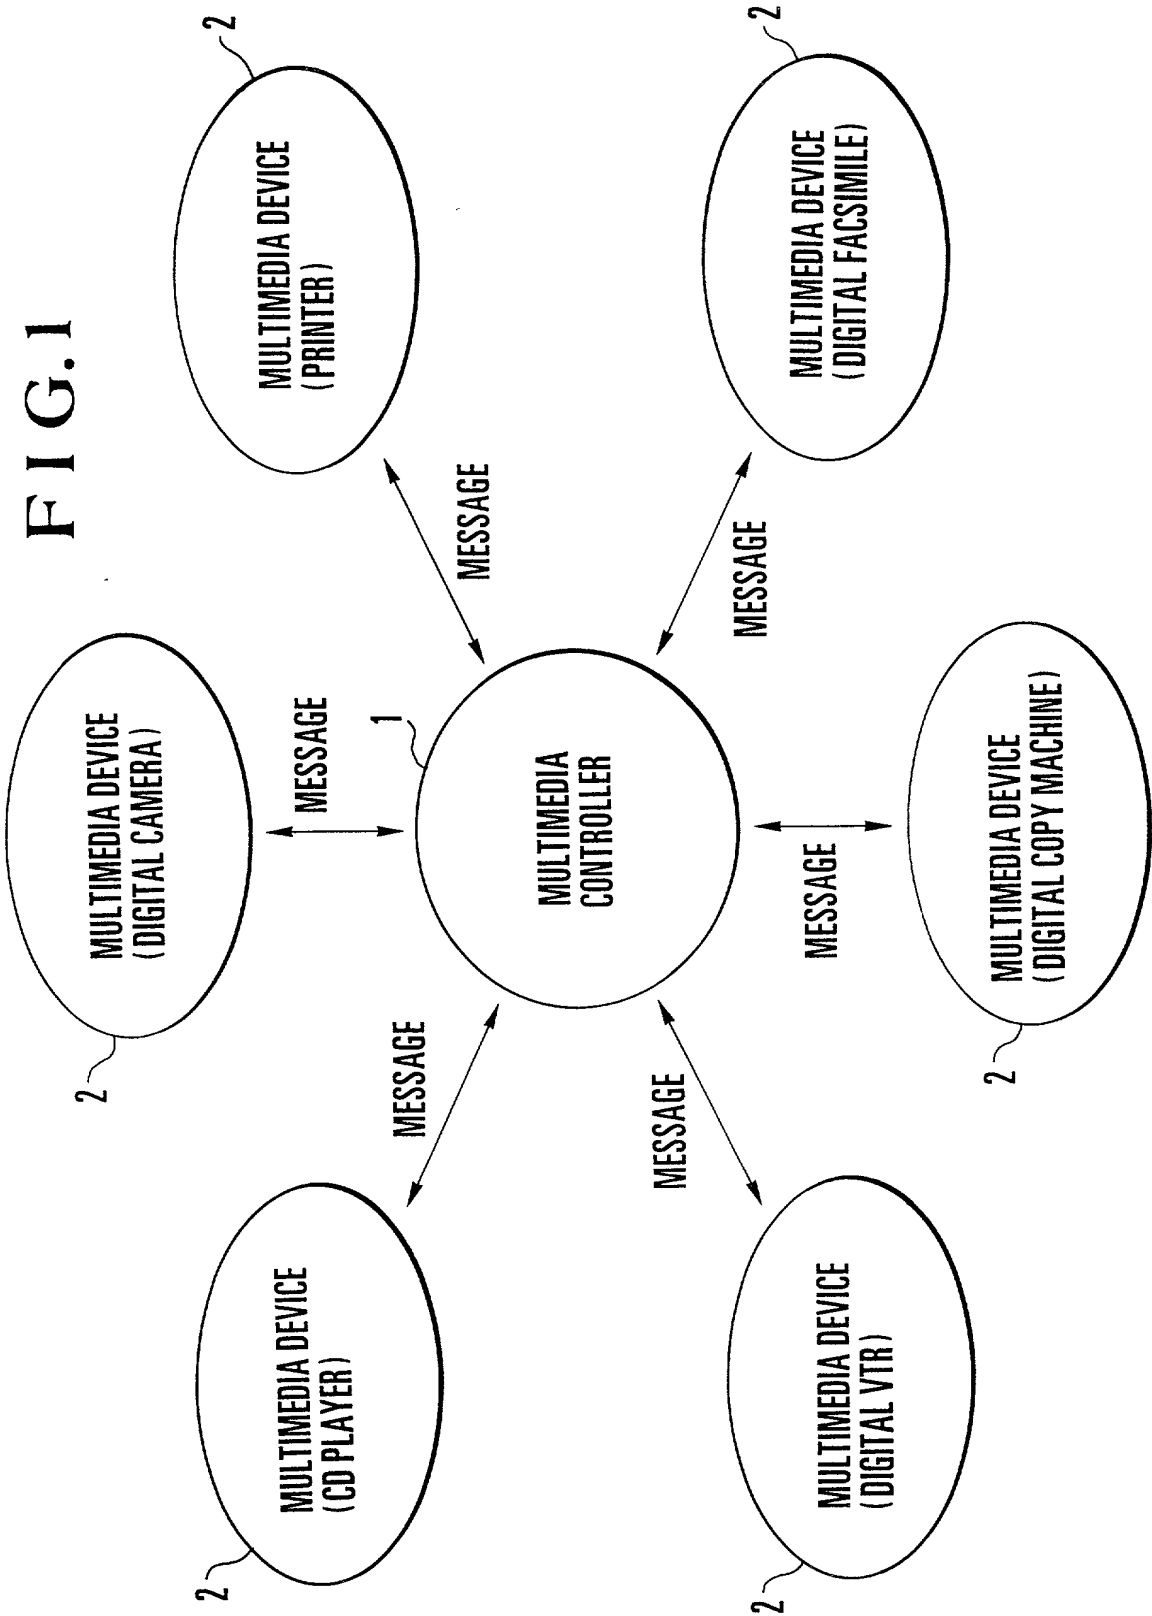 FIG.1
2
MULTIMEDIA DEVICE
(DIGITAL CAMERA)
2
MULTIMEDIA DEVICE
(CD PLAYER)
2
MULTIMEDIA DEVICE
(PRINTER)
MESSAGE
MESSAGE
MESSAGE
1
MULTIMEDIA
CONTROLLER
MESSAGE
MESSAGE
MESSAGE
2
MULTIMEDIA DEVICE
(DIGITAL VTR)
2
MULTIMEDIA DEVICE
(DIGITAL FACSIMILE)
2
MULTIMEDIA DEVICE
(DIGITAL COPY MACHINE)